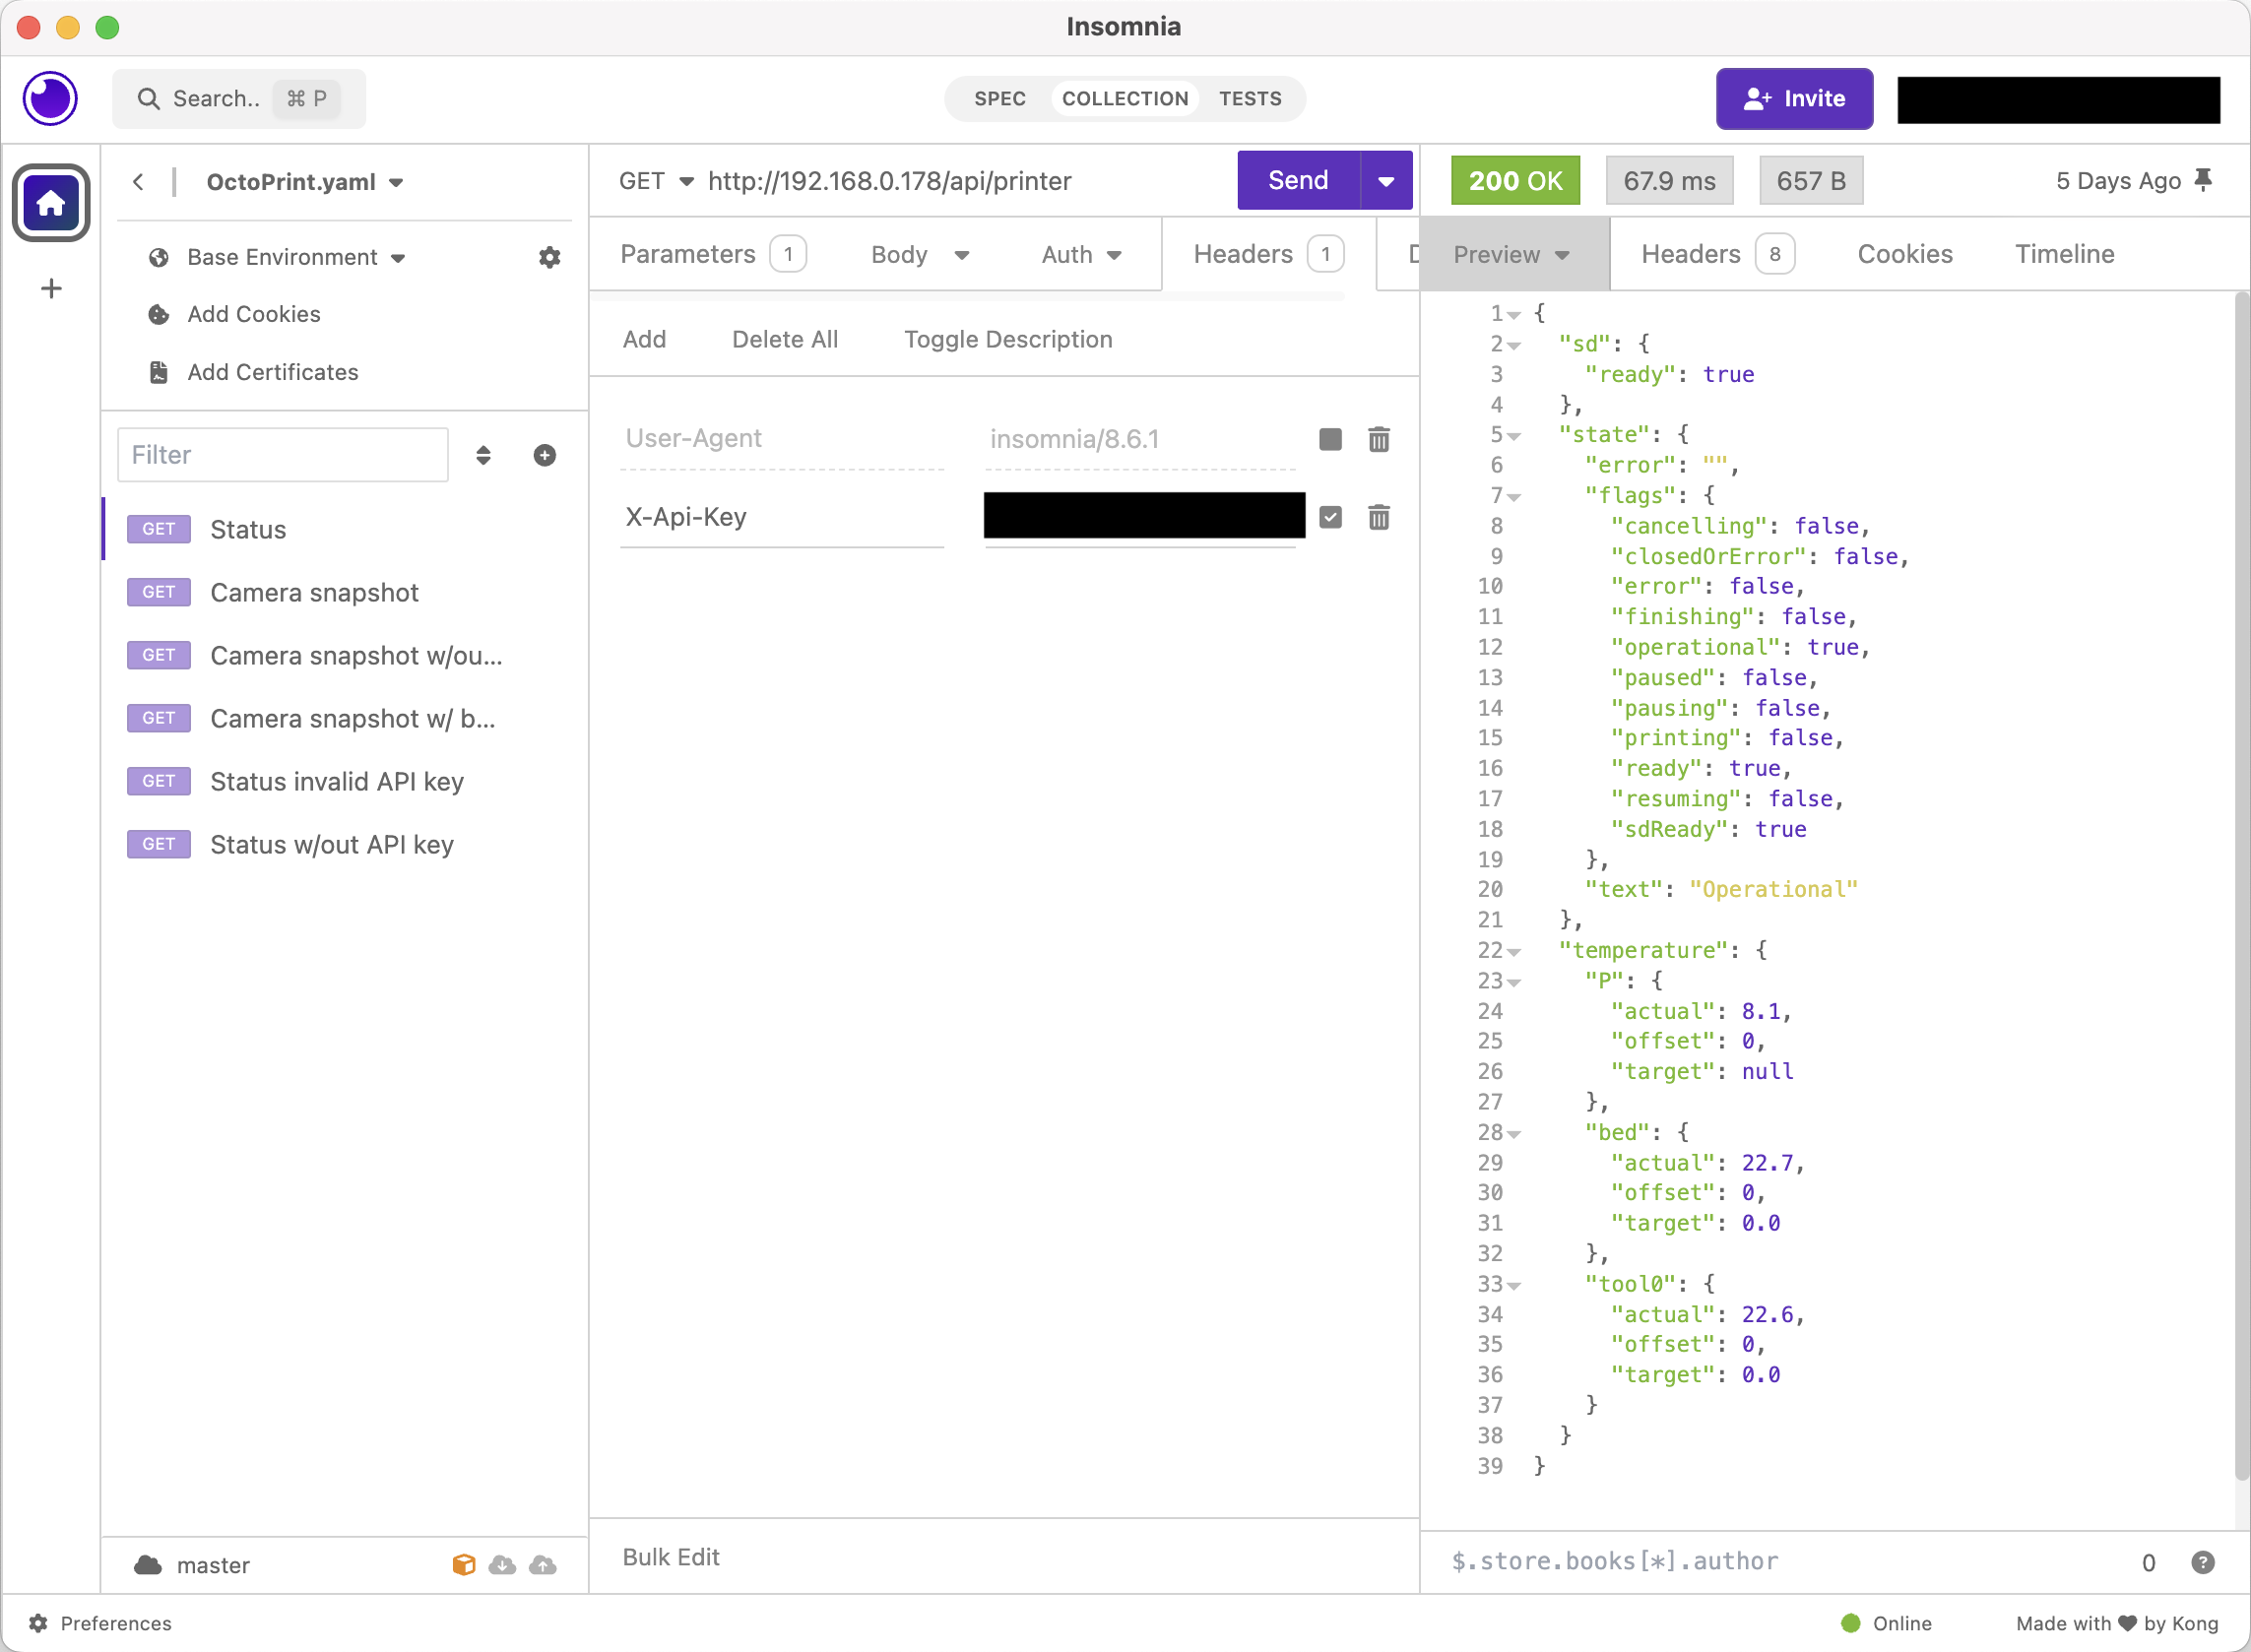 Insomnia
Search.. ⌘ P
SPEC COLLECTION TESTS
Invite
OctoPrint.yaml
Base Environment
Add Cookies
Add Certificates
Filter
GET Status
GET Camera snapshot
GET Camera snapshot w/ou...
GET Camera snapshot w/ b...
GET Status invalid API key
GET Status w/out API key
master
GET http://192.168.0.178/api/printer Send
Parameters 1 Body Auth Headers 1
Add Delete All Toggle Description
User-Agent insomnia/8.6.1
X-Api-Key
Bulk Edit
200 OK 67.9 ms 657 B 5 Days Ago
Preview Headers 8 Cookies Timeline
1 {
2 "sd": {
3 "ready": true
4 },
5 "state": {
6 "error": "",
7 "flags": {
8 "cancelling": false,
9 "closedOrError": false,
10 "error": false,
11 "finishing": false,
12 "operational": true,
13 "paused": false,
14 "pausing": false,
15 "printing": false,
16 "ready": true,
17 "resuming": false,
18 "sdReady": true
19 },
20 "text": "Operational"
21 },
22 "temperature": {
23 "P": {
24 "actual": 8.1,
25 "offset": 0,
26 "target": null
27 },
28 "bed": {
29 "actual": 22.7,
30 "offset": 0,
31 "target": 0.0
32 },
33 "tool0": {
34 "actual": 22.6,
35 "offset": 0,
36 "target": 0.0
37 }
38 }
39 }
$.store.books[*].author 0 ?
Preferences
Online
Made with ♥ by Kong